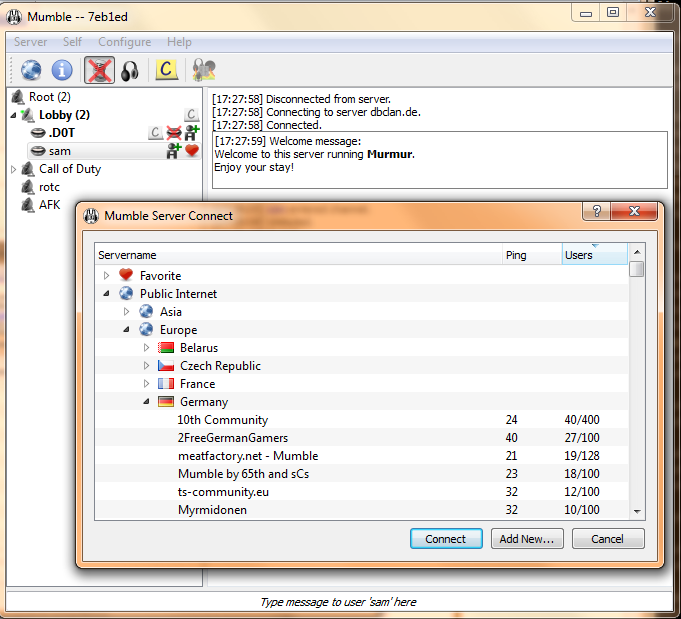 Mumble -- 7eb1ed
Server Self Configure Help
C
Root (2)
Lobby (2) C
.D0T C
sam
Call of Duty
rotc
AFK
[17:27:58] Disconnected from server.
[17:27:58] Connecting to server dbclan.de.
[17:27:58] Connected.
[17:27:59] Welcome message:
Welcome to this server running Murmur.
Enjoy your stay!
Mumble Server Connect
?
Servername Ping Users
Favorite
Public Internet
Asia
Europe
Belarus
Czech Republic
France
Germany
10th Community 24 40/400
2FreeGermanGamers 40 27/100
meatfactory.net - Mumble 21 19/128
Mumble by 65th and sCs 23 18/100
ts-community.eu 32 12/100
Myrmidonen 32 10/100
Connect Add New... Cancel
Type message to user 'sam' here